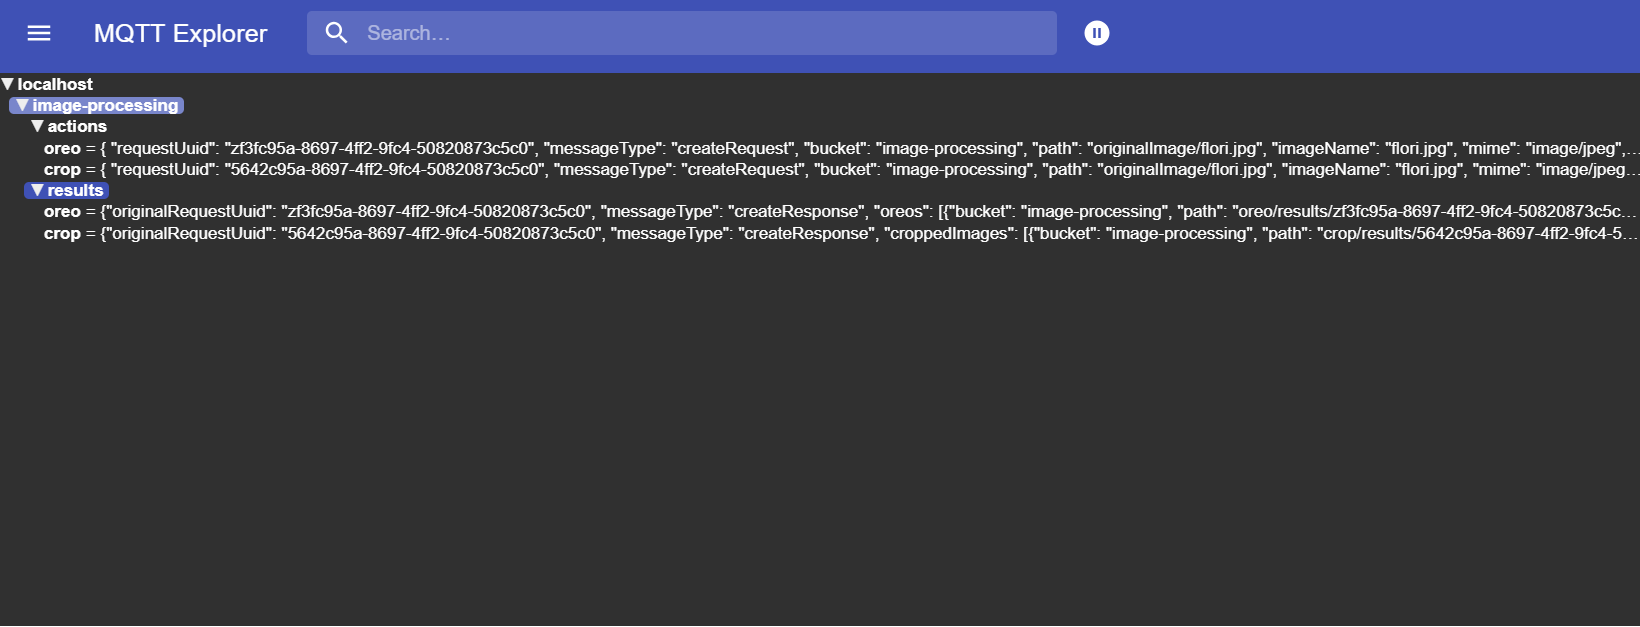 MQTT Explorer
Search...
▼ localhost
▼ image-processing
▼ actions
oreo = { "requestUuid": "zf3fc95a-8697-4ff2-9fc4-50820873c5c0", "messageType": "createRequest", "bucket": "image-processing", "path": "originalImage/flori.jpg", "imageName": "flori.jpg", "mime": "image/jpeg",...
crop = { "requestUuid": "5642c95a-8697-4ff2-9fc4-50820873c5c0", "messageType": "createRequest", "bucket": "image-processing", "path": "originalImage/flori.jpg", "imageName": "flori.jpg", "mime": "image/jpeg...
▼ results
oreo = {"originalRequestUuid": "zf3fc95a-8697-4ff2-9fc4-50820873c5c0", "messageType": "createResponse", "oreos": [{"bucket": "image-processing", "path": "oreo/results/zf3fc95a-8697-4ff2-9fc4-50820873c5c...
crop = {"originalRequestUuid": "5642c95a-8697-4ff2-9fc4-50820873c5c0", "messageType": "createResponse", "croppedImages": [{"bucket": "image-processing", "path": "crop/results/5642c95a-8697-4ff2-9fc4-5...